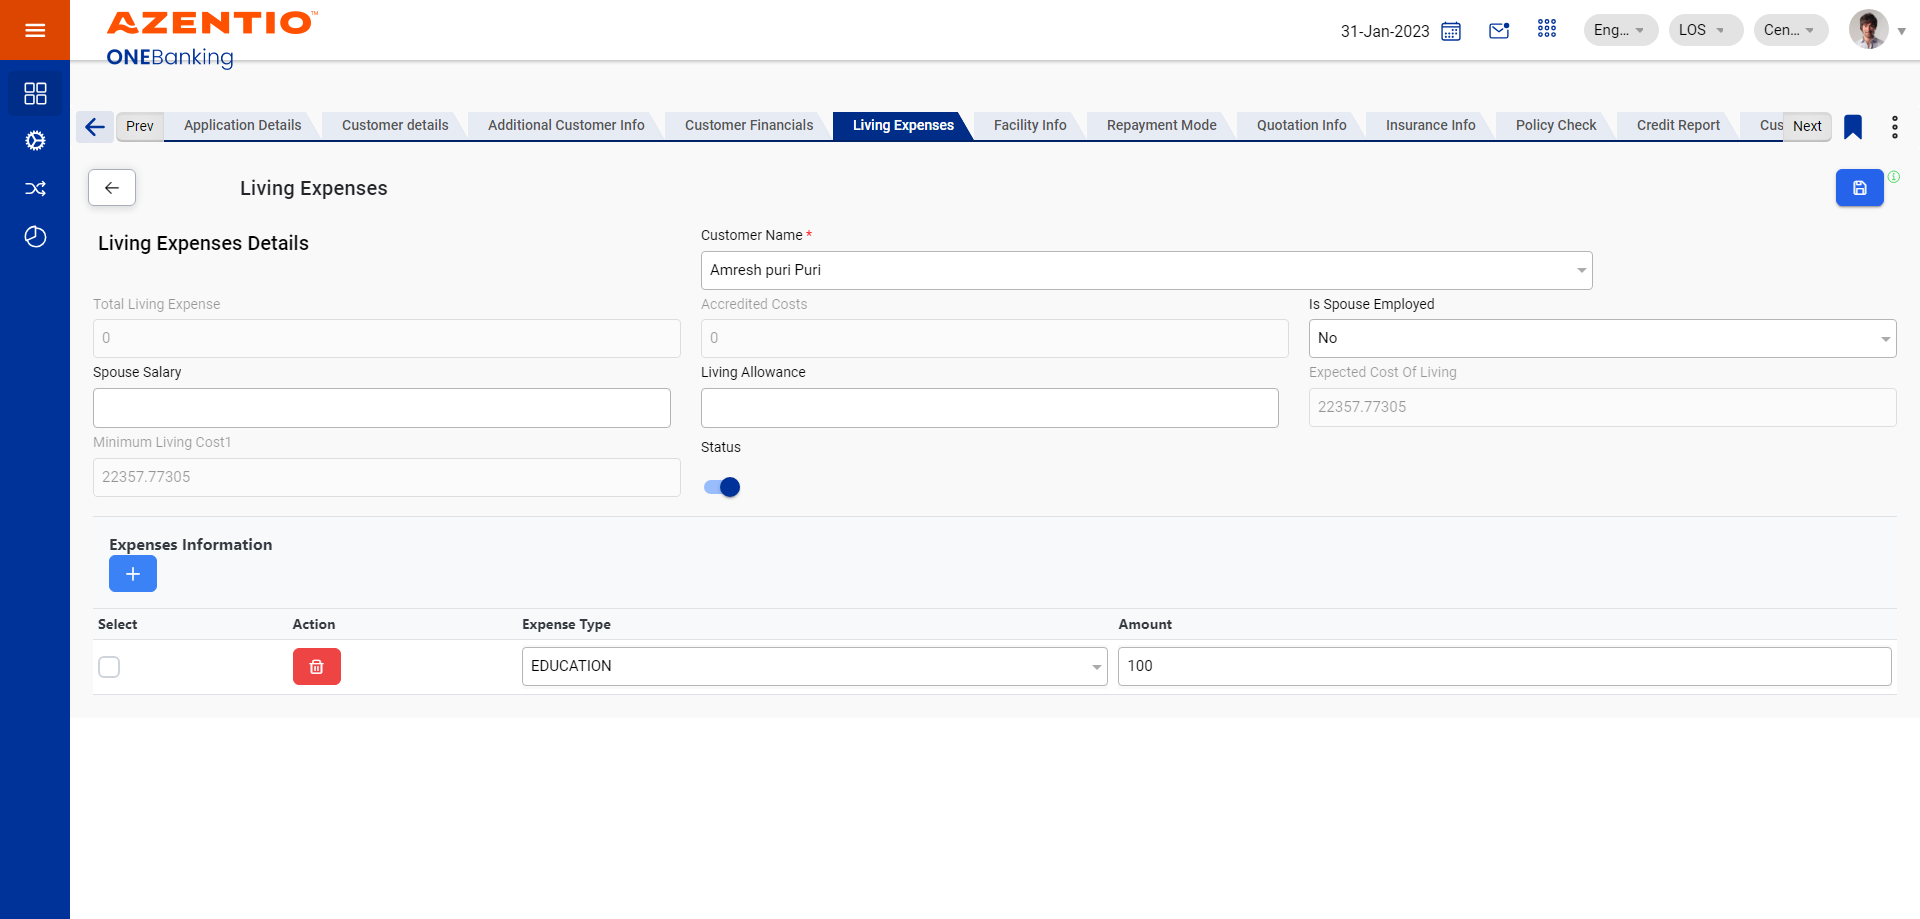 AZENTIO™
ONEBanking
31-Jan-2023
Eng...
LOS
Cen...
Prev
Application Details
Customer details
Additional Customer Info
Customer Financials
Living Expenses
Facility Info
Repayment Mode
Quotation Info
Insurance Info
Policy Check
Credit Report
Cus
Next
Living Expenses
Living Expenses Details
Customer Name *
Amresh puri Puri
Total Living Expense
0
Accredited Costs
0
Is Spouse Employed
No
Spouse Salary
Living Allowance
Expected Cost Of Living
22357.77305
Minimum Living Cost1
22357.77305
Status
Expenses Information
Select
Action
Expense Type
Amount
EDUCATION
100